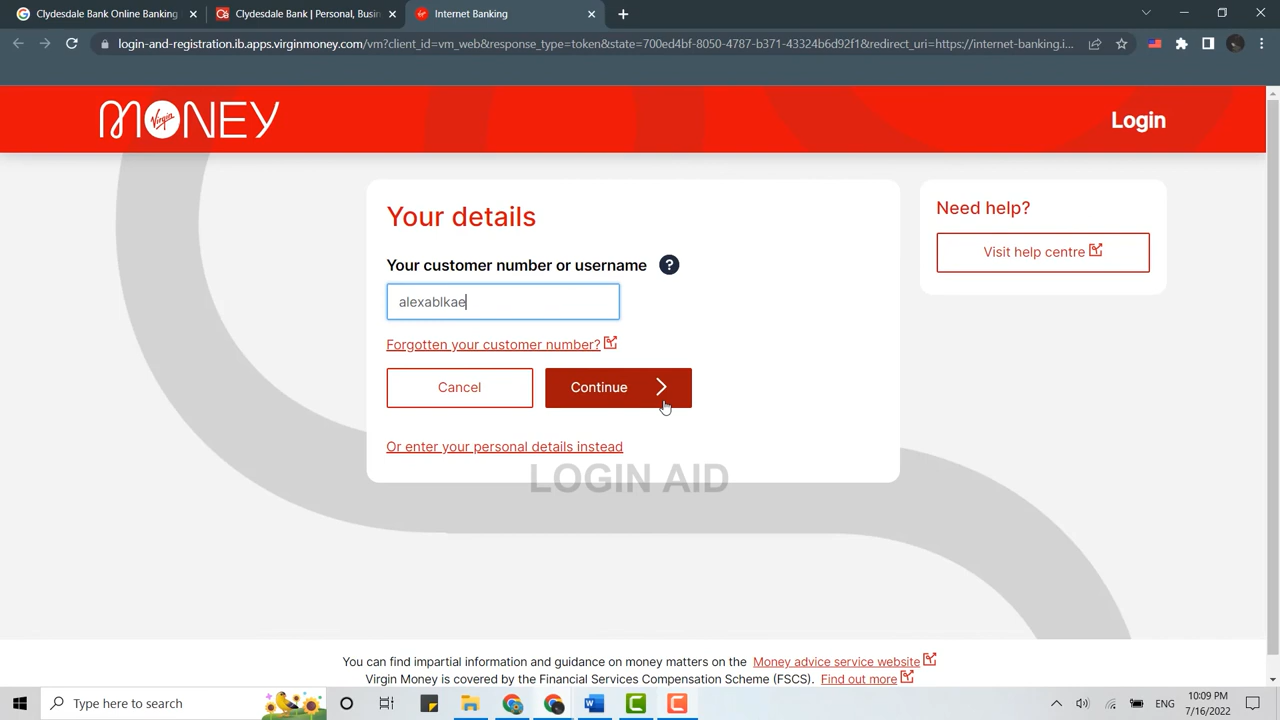 Clydesdale Bank Online Banking
Clydesdale Bank | Personal, Busin
Internet Banking
login-and-registration.ib.apps.virginmoney.com/vm?client_id=vm_web&response_type=token&state=700ed4bf-8050-4787-b371-43324b6d92f1&redirect_uri=https://internet-banking.i...
Virgin MONEY
Login
Your details
Need help?
Your customer number or username ?
Visit help centre
alexablkae
Forgotten your customer number?
Cancel
Continue
Or enter your personal details instead
LOGIN AID
You can find impartial information and guidance on money matters on the Money advice service website
Virgin Money is covered by the Financial Services Compensation Scheme (FSCS). Find out more
Type here to search
ENG
10:09 PM
7/16/2022